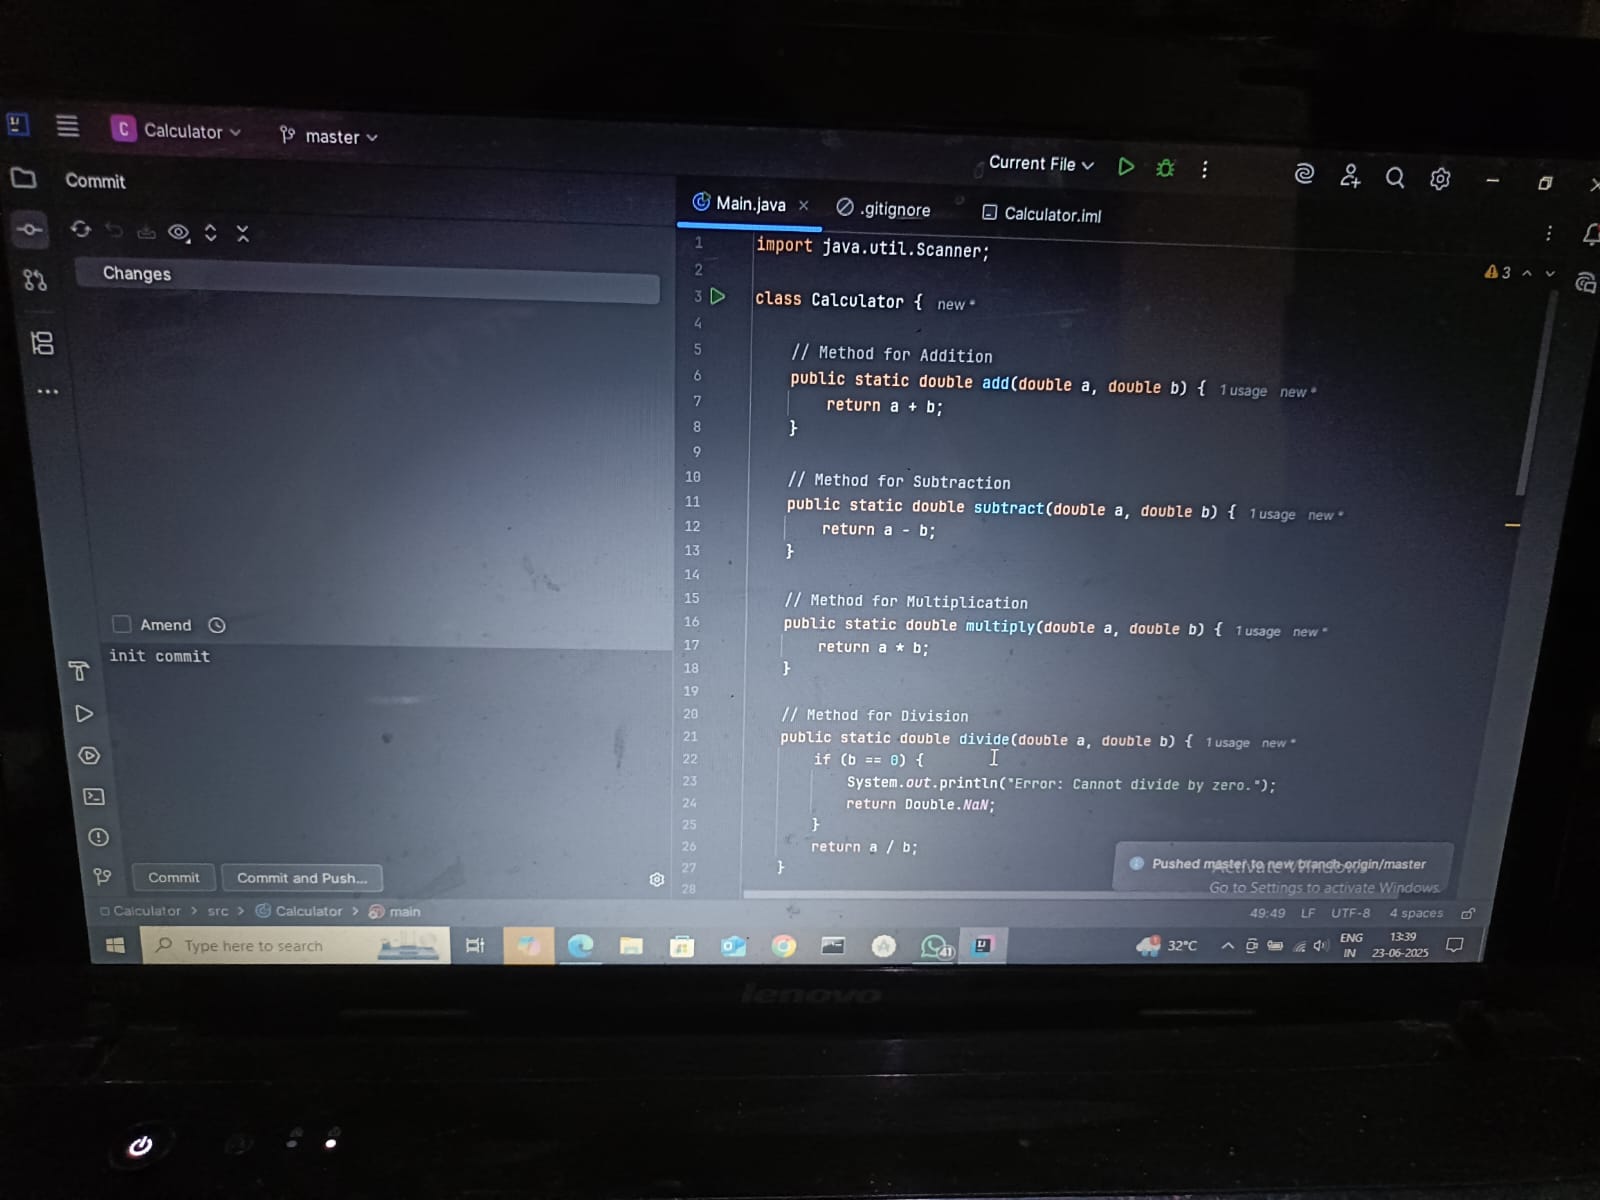 C Calculator master
Current File
Commit
Main.java .gitignore Calculator.iml
Changes
3
1 import java.util.Scanner;
2
3 class Calculator { new *
4
5 // Method for Addition
6 public static double add(double a, double b) { 1 usage new *
7 return a + b;
8 }
9
10 // Method for Subtraction
11 public static double subtract(double a, double b) { 1 usage new *
12 return a - b;
13 }
14
15 // Method for Multiplication
16 public static double multiply(double a, double b) { 1 usage new *
17 return a * b;
18 }
19
20 // Method for Division
21 public static double divide(double a, double b) { 1 usage new *
22 if (b == 0) {
23 System.out.println("Error: Cannot divide by zero.");
24 return Double.NaN;
25 }
26 return a / b;
27 }
28
Amend
init commit
Commit Commit and Push...
Pushed master to new branch origin/master
Activate Windows
Go to Settings to activate Windows.
Calculator > src > Calculator > main
49:49 LF UTF-8 4 spaces
Type here to search
41
32°C
ENG
IN
13:39
23-06-2025
lenovo